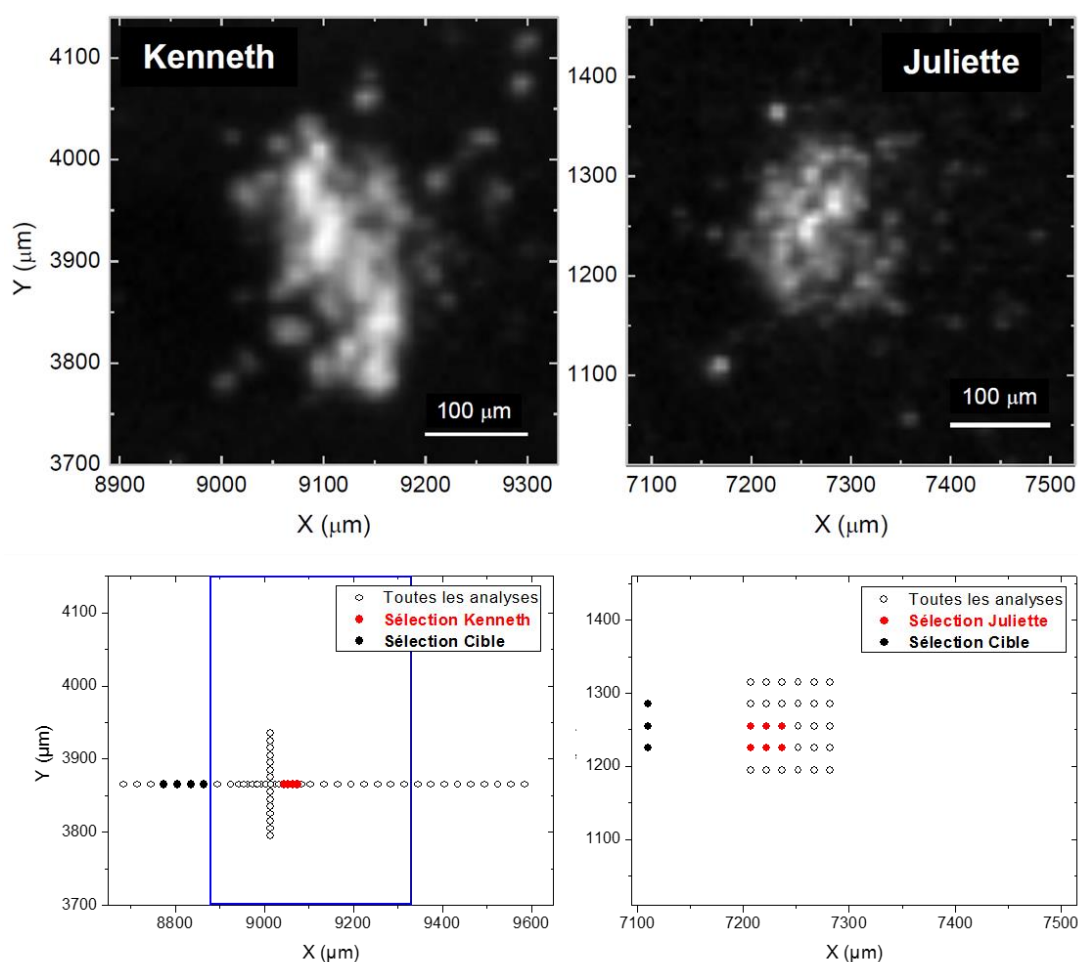 Kenneth
Y (µm)
4100
4000
3900
3800
3700
100 µm
8900 9000 9100 9200 9300
X (µm)
Juliette
1400
1300
1200
1100
100 µm
7100 7200 7300 7400 7500
X (µm)
Toutes les analyses
Sélection Kenneth
Sélection Cible
Y (µm)
4100
4000
3900
3800
3700
8800 9000 9200 9400 9600
X (µm)
Toutes les analyses
Sélection Juliette
Sélection Cible
1400
1300
1200
1100
7100 7200 7300 7400 7500
X (µm)